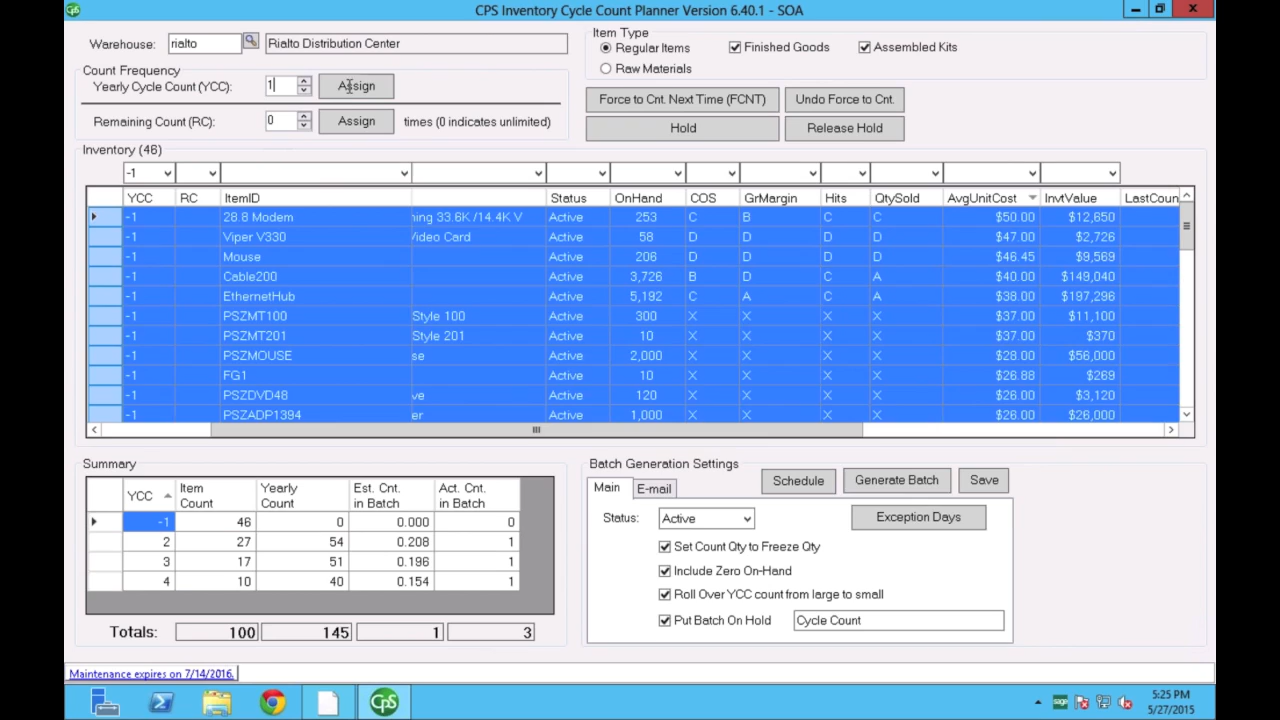 CPS Inventory Cycle Count Planner Version 6.40.1 - SOA
Warehouse: rialto Rialto Distribution Center
Count Frequency
Yearly Cycle Count (YCC): 1 Assign
Remaining Count (RC): 0 Assign times (0 indicates unlimited)
Item Type
Regular Items Finished Goods Assembled Kits
Raw Materials
Force to Cnt. Next Time (FCNT) Undo Force to Cnt.
Hold Release Hold
Inventory (46)
-1
YCC RC ItemID Status OnHand COS GrMargin Hits QtySold AvgUnitCost InvtValue LastCoun
-1 28.8 Modem ning 33.6K /14.4K V Active 253 C B C C $50.00 $12,650
-1 Viper V330 /ideo Card Active 58 D D D D $47.00 $2,726
-1 Mouse Active 206 D D D D $46.45 $9,569
-1 Cable200 Active 3,726 B D C A $40.00 $149,040
-1 EthernetHub Active 5,192 C A C A $38.00 $197,296
-1 PSZMT100 Style 100 Active 300 X X X X $37.00 $11,100
-1 PSZMT201 Style 201 Active 10 X X X X $37.00 $370
-1 PSZMOUSE se Active 2,000 X X X X $28.00 $56,000
-1 FG1 Active 10 X X X X $26.88 $269
-1 PSZDVD48 ve Active 120 X X X X $26.00 $3,120
-1 PSZADP1394 er Active 1,000 X X X X $26.00 $26,000
Summary
YCC Item Count Yearly Count Est. Cnt. in Batch Act. Cnt. in Batch
-1 46 0 0.000 0
2 27 54 0.208 1
3 17 51 0.196 1
4 10 40 0.154 1
Totals: 100 145 1 3
Batch Generation Settings
Schedule Generate Batch Save
Main E-mail
Status: Active Exception Days
Set Count Qty to Freeze Qty
Include Zero On-Hand
Roll Over YCC count from large to small
Put Batch On Hold Cycle Count
Maintenance expires on 7/14/2016.
CPS
sage
5:25 PM
5/27/2015